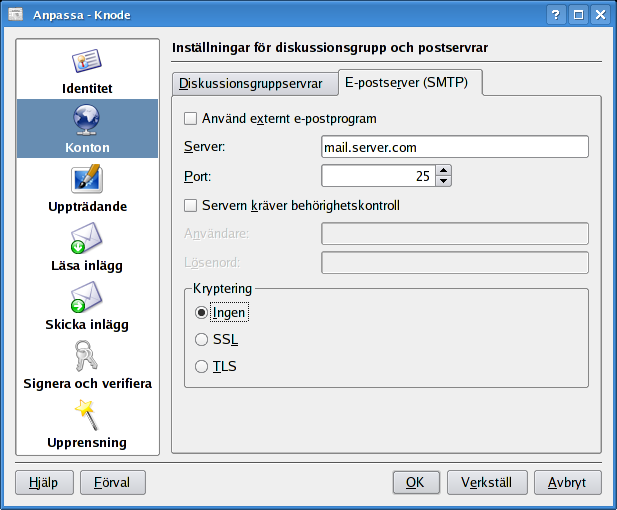 Anpassa - Knode
Identitet
Konton
Uppträdande
Läsa inlägg
Skicka inlägg
Signera och verifiera
Upprensning
Inställningar för diskussionsgrupp och postservrar
Diskussionsgruppservrar
E-postserver (SMTP)
Använd externt e-postprogram
Server:
mail.server.com
Port:
25
Servern kräver behörighetskontroll
Användare:
Lösenord:
Kryptering
Ingen
SSL
TLS
Hjälp
Förval
OK
Verkställ
Avbryt